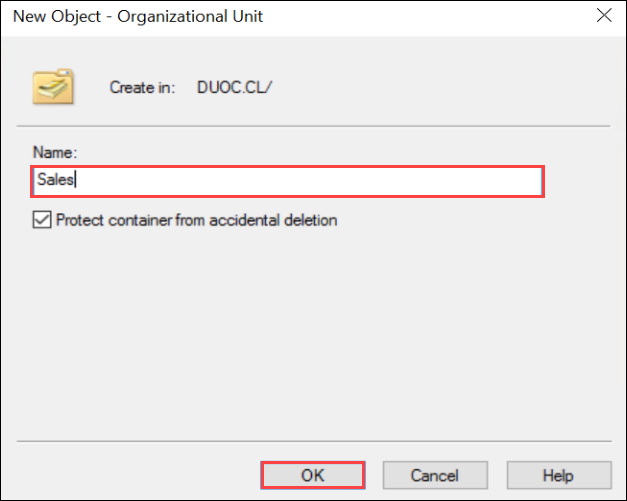 New Object - Organizational Unit
Create in: DUOC.CL/
Name:
Sales
Protect container from accidental deletion
OK Cancel Help